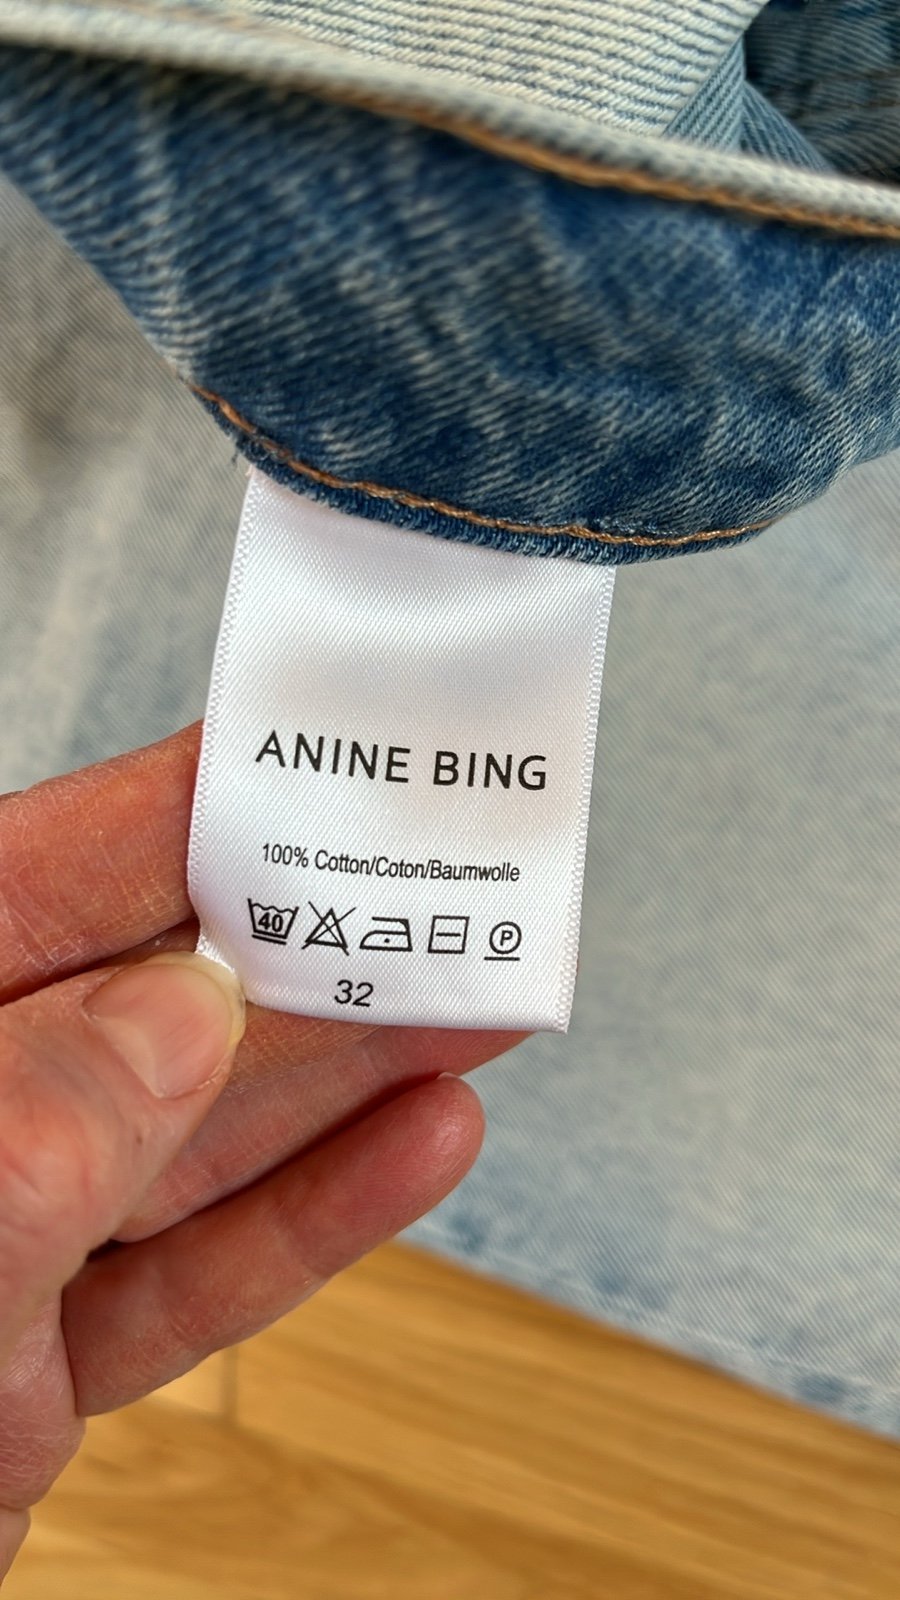 ANINE BING
100% Cotton/Coton/Baumwolle
40 P
32